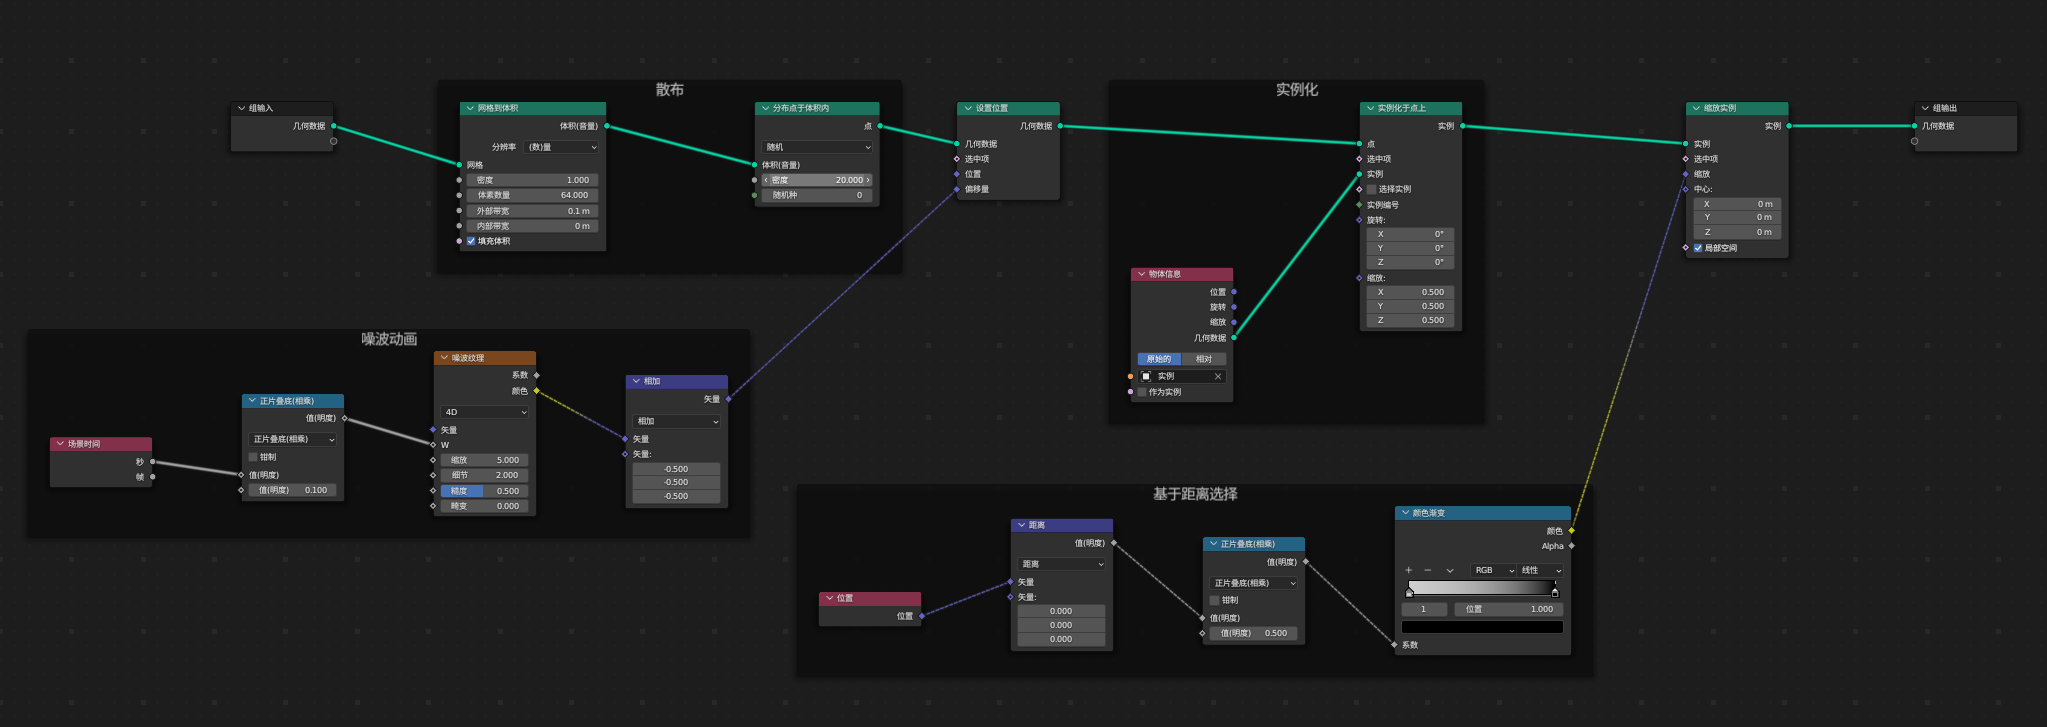 散布
组输入
几何数据
网格到体积
体积(音量)
分辨率 (数)量
网格
密度 1.000
体素数量 64.000
外部带宽 0.1 m
内部带宽 0 m
填充体积
分布点于体积内
点
随机
体积(音量)
密度 20.000
随机种 0
设置位置
几何数据
几何数据
选中项
位置
偏移量
实例化
实例化于点上
实例
点
选中项
实例
选择实例
实例编号
旋转:
X 0°
Y 0°
Z 0°
缩放:
X 0.500
Y 0.500
Z 0.500
物体信息
位置
旋转
缩放
几何数据
原始的 相对
实例
作为实例
缩放实例
实例
实例
选中项
缩放
中心:
X 0 m
Y 0 m
Z 0 m
局部空间
组输出
几何数据
噪波动画
场景时间
秒
帧
正片叠底(相乘)
值(明度)
正片叠底(相乘)
钳制
值(明度)
值(明度) 0.100
噪波纹理
系数
颜色
4D
矢量
W
缩放 5.000
细节 2.000
糙度 0.500
畸变 0.000
相加
矢量
相加
矢量
矢量:
-0.500
-0.500
-0.500
基于距离选择
位置
位置
距离
值(明度)
距离
矢量
矢量:
0.000
0.000
0.000
正片叠底(相乘)
值(明度)
正片叠底(相乘)
钳制
值(明度)
值(明度) 0.500
颜色渐变
颜色
Alpha
RGB 线性
1 位置 1.000
系数